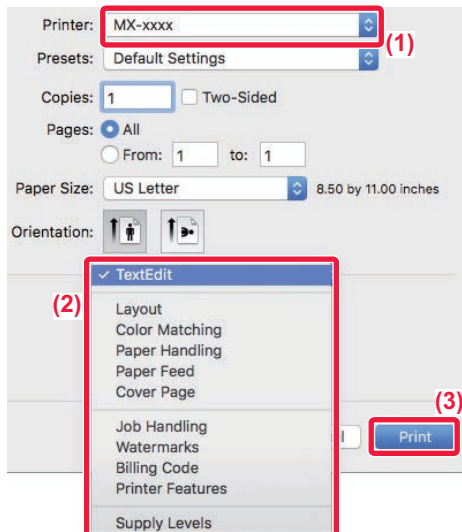 Printer: MX-xxxx
(1)
Presets: Default Settings
Copies: 1 Two-Sided
Pages: All
From: 1 to: 1
Paper Size: US Letter 8.50 by 11.00 inches
Orientation:
(2)
✓ TextEdit
Layout
Color Matching
Paper Handling
Paper Feed
Cover Page
(3)
Job Handling
Watermarks
Billing Code
Printer Features
Print
Supply Levels